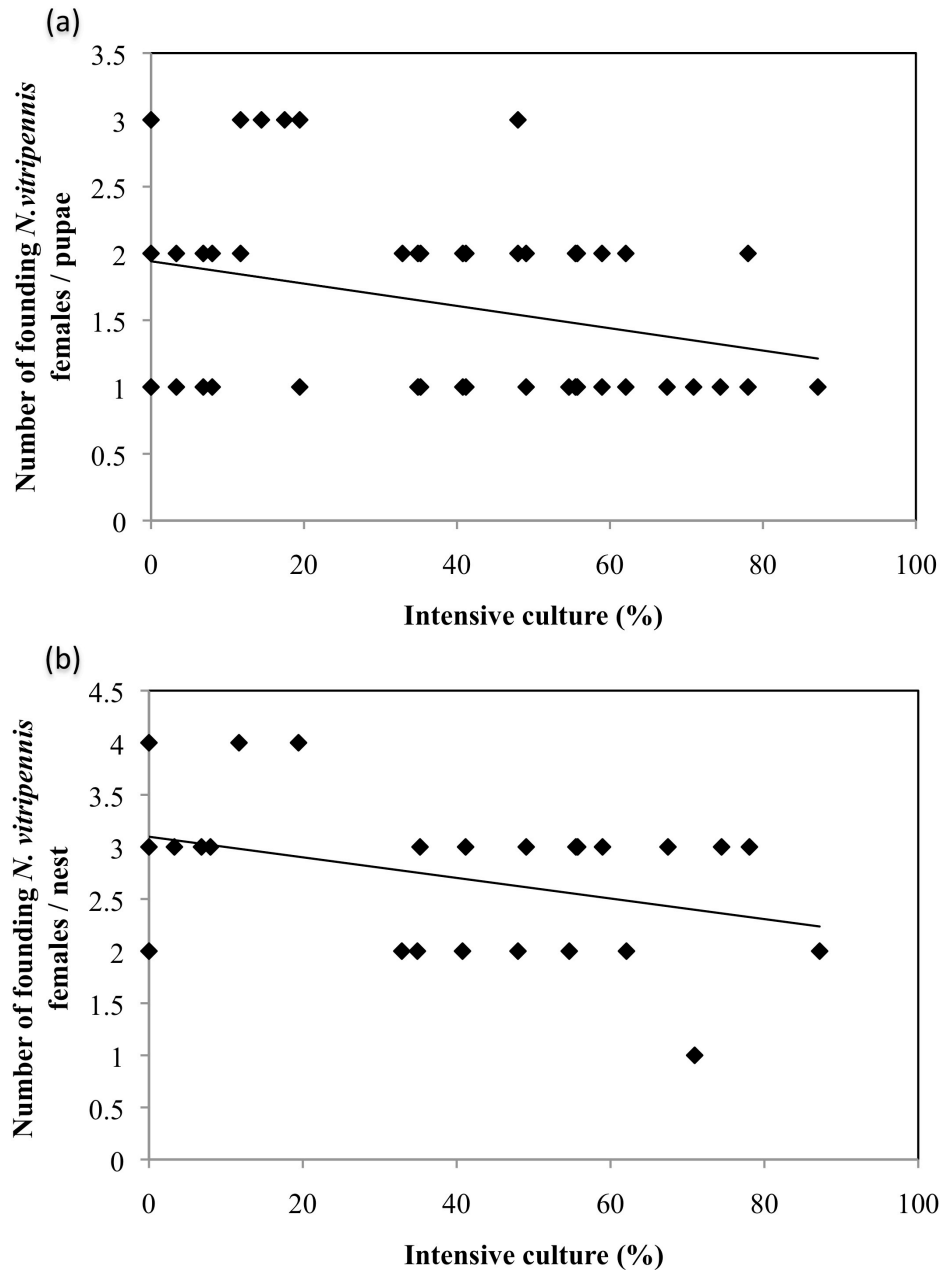 (a)
Number of founding N.vitripennis
females / pupae
3.5
3
2.5
2
1.5
1
0.5
0
0 20 40 60 80 100
Intensive culture (%)
(b)
Number of founding N. vitripennis
females / nest
4.5
4
3.5
3
2.5
2
1.5
1
0.5
0
0 20 40 60 80 100
Intensive culture (%)